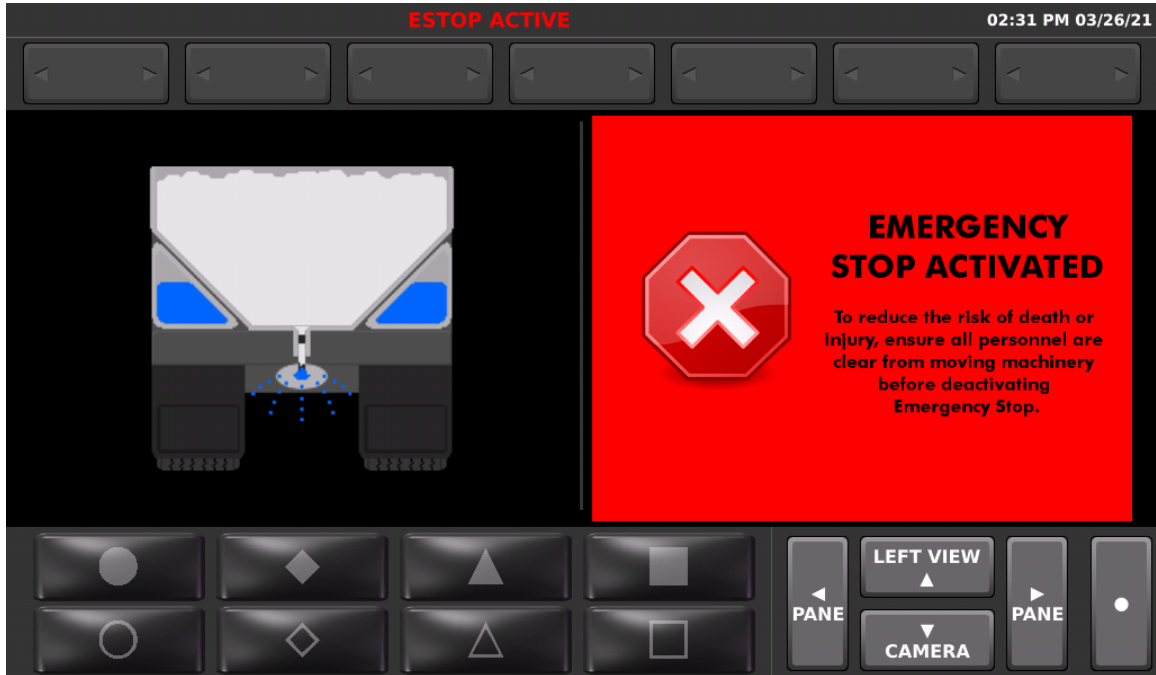 ESTOP ACTIVE
02:31 PM 03/26/21
EMERGENCY
STOP ACTIVATED
To reduce the risk of death or
Injury, ensure all personnel are
clear from moving machinery
before deactivating
Emergency Stop.
LEFT VIEW
PANE
PANE
CAMERA